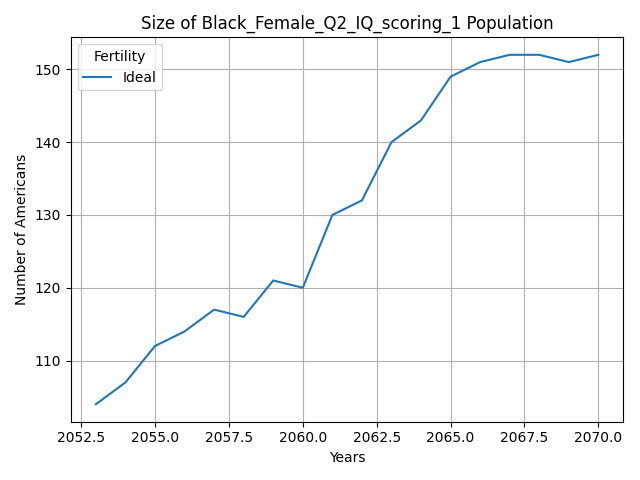 Size of Black_Female_Q2_IQ_scoring_1 Population
Fertility
Ideal
Number of Americans
150
140
130
120
110
2052.5 2055.0 2057.5 2060.0 2062.5 2065.0 2067.5 2070.0
Years